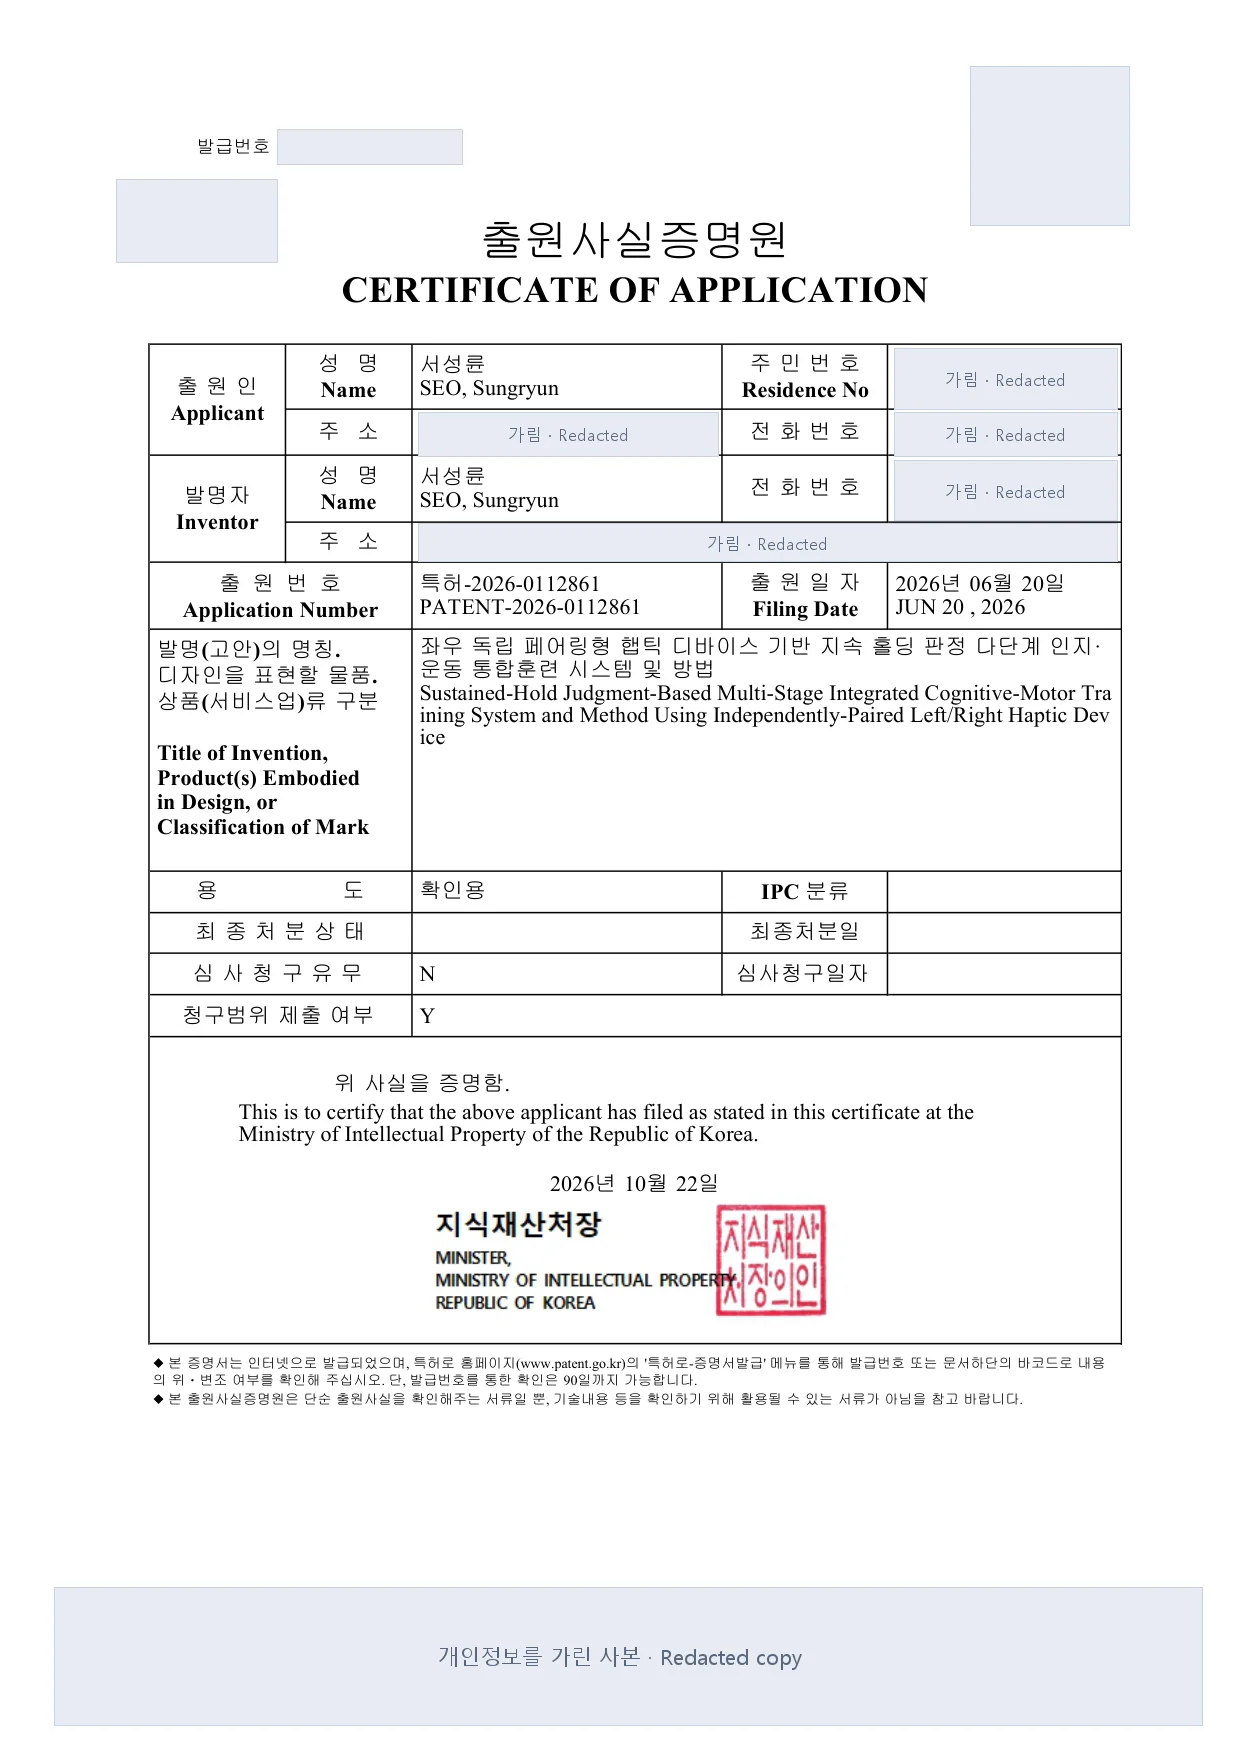 발급번호
출원사실증명원
CERTIFICATE OF APPLICATION
출 원 인
Applicant
성 명
Name
서성륜
SEO, Sungryun
주 민 번 호
Residence No
가림 · Redacted
주 소
가림 · Redacted
전 화 번 호
가림 · Redacted
발명자
Inventor
성 명
Name
서성륜
SEO, Sungryun
전 화 번 호
가림 · Redacted
주 소
가림 · Redacted
출 원 번 호
Application Number
특허-2026-0112861
PATENT-2026-0112861
출 원 일 자
Filing Date
2026년 06월 20일
JUN 20 , 2026
발명(고안)의 명칭.
디자인을 표현할 물품.
상품(서비스업)류 구분
Title of Invention,
Product(s) Embodied
in Design, or
Classification of Mark
좌우 독립 페어링형 햅틱 디바이스 기반 지속 홀딩 판정 다단계 인지·
운동 통합훈련 시스템 및 방법
Sustained-Hold Judgment-Based Multi-Stage Integrated Cognitive-Motor Tra
ining System and Method Using Independently-Paired Left/Right Haptic Dev
ice
용 도
확인용
IPC 분류
최 종 처 분 상 태
최종처분일
심 사 청 구 유 무
N
심사청구일자
청구범위 제출 여부
Y
위 사실을 증명함.
This is to certify that the above applicant has filed as stated in this certificate at the
Ministry of Intellectual Property of the Republic of Korea.
2026년 10월 22일
지식재산처장
MINISTER,
MINISTRY OF INTELLECTUAL PROPERTY
REPUBLIC OF KOREA
지식재산
처장의인
◆ 본 증명서는 인터넷으로 발급되었으며, 특허로 홈페이지(www.patent.go.kr)의 '특허로-증명서발급' 메뉴를 통해 발급번호 또는 문서하단의 바코드로 내용
의 위・변조 여부를 확인해 주십시오. 단, 발급번호를 통한 확인은 90일까지 가능합니다.
◆ 본 출원사실증명원은 단순 출원사실을 확인해주는 서류일 뿐, 기술내용 등을 확인하기 위해 활용될 수 있는 서류가 아님을 참고 바랍니다.
개인정보를 가린 사본 · Redacted copy